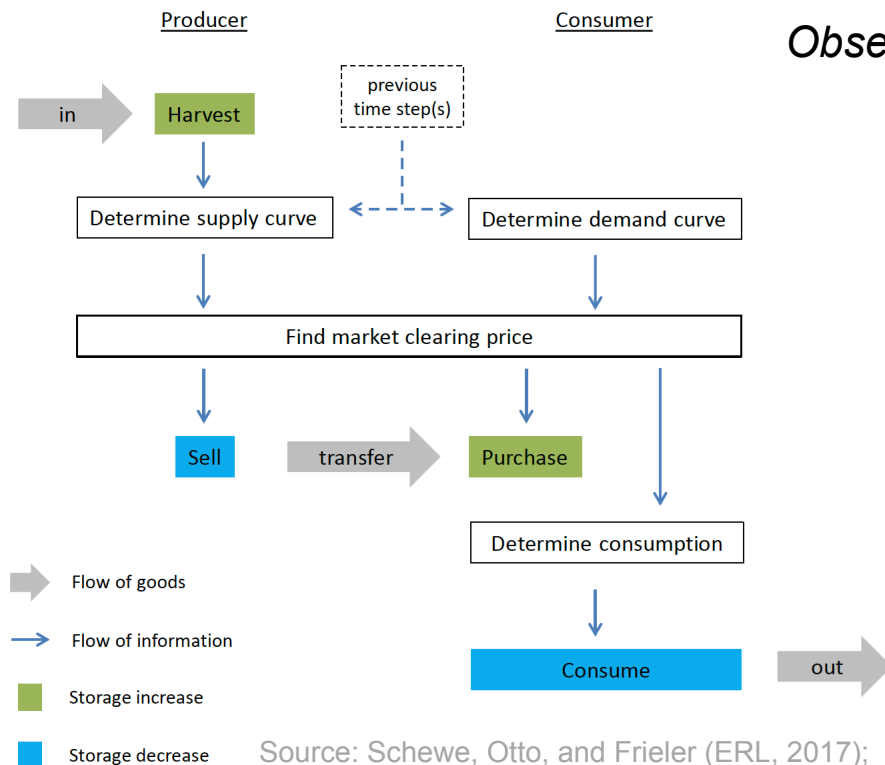 Producer
Consumer
Obse
previous
time step(s)
in
Harvest
Determine supply curve
Determine demand curve
Find market clearing price
Sell
transfer
Purchase
Determine consumption
Flow of goods
Flow of information
Consume
out
Storage increase
Storage decrease
Source: Schewe, Otto, and Frieler (ERL, 2017);